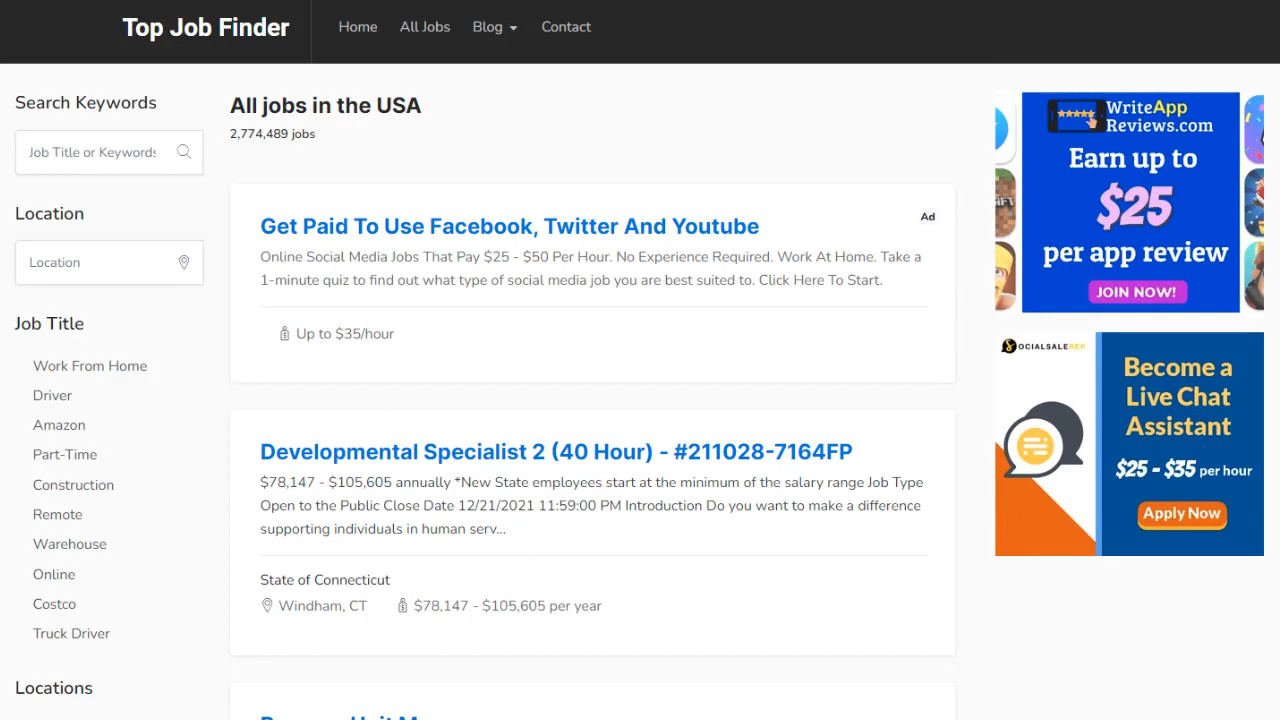 Top Job Finder
Home
All Jobs
Blog
Contact
Search Keywords
Job Title or Keywords
Location
Location
Job Title
Work From Home
Driver
Amazon
Part-Time
Construction
Remote
Warehouse
Online
Costco
Truck Driver
Locations
All jobs in the USA
2,774,489 jobs
Get Paid To Use Facebook, Twitter And Youtube
Ad
Online Social Media Jobs That Pay $25 - $50 Per Hour. No Experience Required. Work At Home. Take a
1-minute quiz to find out what type of social media job you are best suited to. Click Here To Start.
Up to $35/hour
Developmental Specialist 2 (40 Hour) - #211028-7164FP
$78,147 - $105,605 annually *New State employees start at the minimum of the salary range Job Type
Open to the Public Close Date 12/21/2021 11:59:00 PM Introduction Do you want to make a difference
supporting individuals in human serv...
State of Connecticut
Windham, CT
$78,147 - $105,605 per year
WriteApp
Reviews.com
Earn up to
$25
per app review
JOIN NOW!
OCIALSALEREP
Become a
Live Chat
Assistant
$25 - $35 per hour
Apply Now